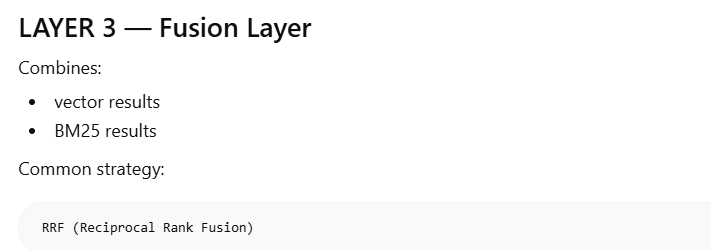 LAYER 3 — Fusion Layer
Combines:
• vector results
• BM25 results
Common strategy:
RRF (Reciprocal Rank Fusion)